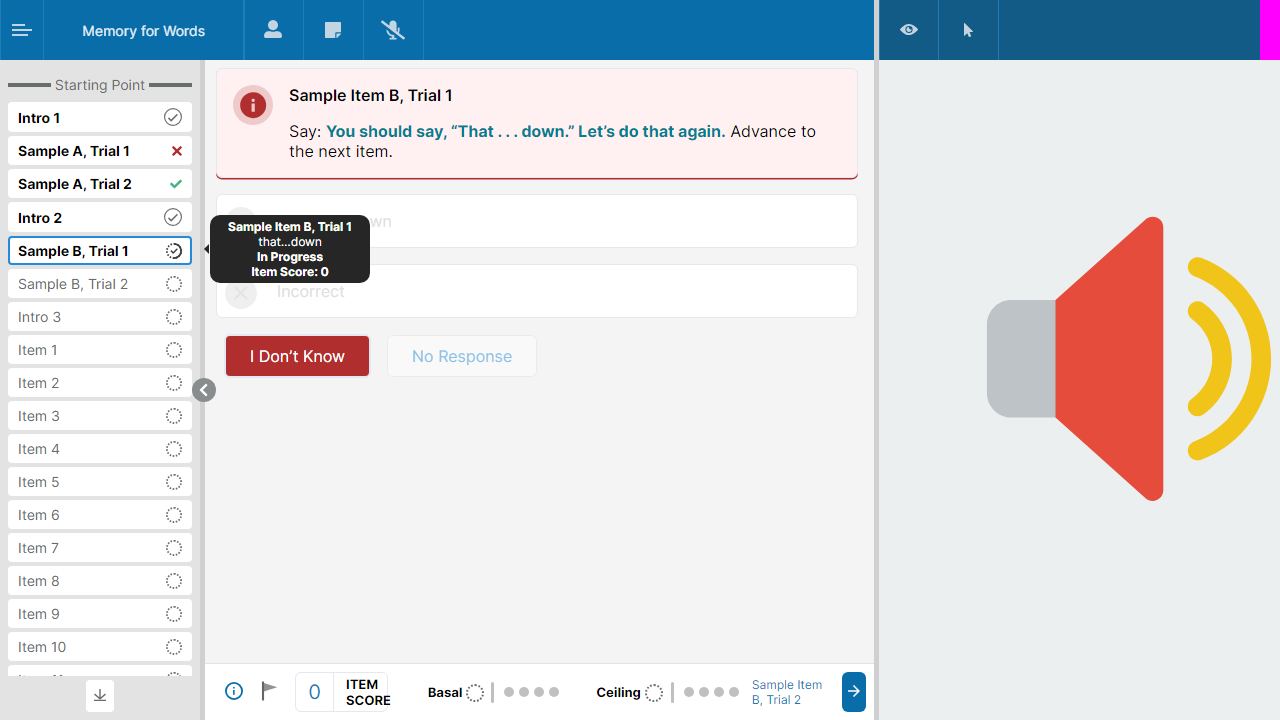 Memory for Words
Starting Point
Intro 1
Sample A, Trial 1
Sample A, Trial 2
Intro 2
Sample B, Trial 1
Sample B, Trial 2
Intro 3
Item 1
Item 2
Item 3
Item 4
Item 5
Item 6
Item 7
Item 8
Item 9
Item 10
Sample Item B, Trial 1
Say: You should say, “That . . . down.” Let’s do that again. Advance to
the next item.
Sample Item B, Trial 1
that...down
In Progress
Item Score: 0
Incorrect
I Don’t Know
No Response
0
ITEM
SCORE
Basal
Ceiling
Sample Item
B, Trial 2